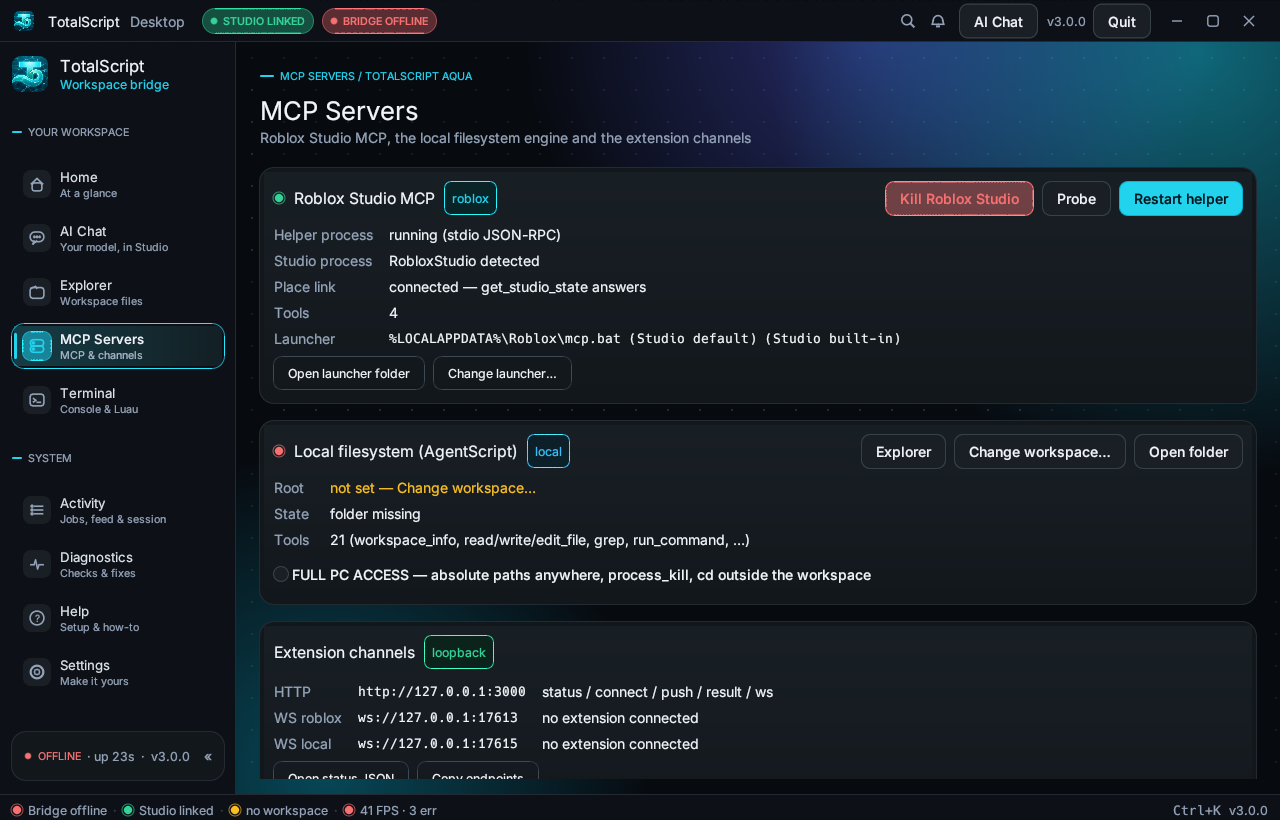 TotalScript Desktop STUDIO LINKED BRIDGE OFFLINE AI Chat v3.0.0 Quit
TotalScript
Workspace bridge
YOUR WORKSPACE
Home
At a glance
AI Chat
Your model, in Studio
Explorer
Workspace files
MCP Servers
MCP & channels
Terminal
Console & Luau
SYSTEM
Activity
Jobs, feed & session
Diagnostics
Checks & fixes
Help
Setup & how-to
Settings
Make it yours
OFFLINE · up 23s · v3.0.0 «
MCP SERVERS / TOTALSCRIPT AQUA
MCP Servers
Roblox Studio MCP, the local filesystem engine and the extension channels
Roblox Studio MCP roblox Kill Roblox Studio Probe Restart helper
Helper process running (stdio JSON-RPC)
Studio process RobloxStudio detected
Place link connected — get_studio_state answers
Tools 4
Launcher %LOCALAPPDATA%\Roblox\mcp.bat (Studio default) (Studio built-in)
Open launcher folder Change launcher...
Local filesystem (AgentScript) local Explorer Change workspace... Open folder
Root not set — Change workspace...
State folder missing
Tools 21 (workspace_info, read/write/edit_file, grep, run_command, ...)
FULL PC ACCESS — absolute paths anywhere, process_kill, cd outside the workspace
Extension channels loopback
HTTP http://127.0.0.1:3000 status / connect / push / result / ws
WS roblox ws://127.0.0.1:17613 no extension connected
WS local ws://127.0.0.1:17615 no extension connected
Open status JSON Copy endpoints
Bridge offline · Studio linked · no workspace · 41 FPS · 3 err Ctrl+K v3.0.0